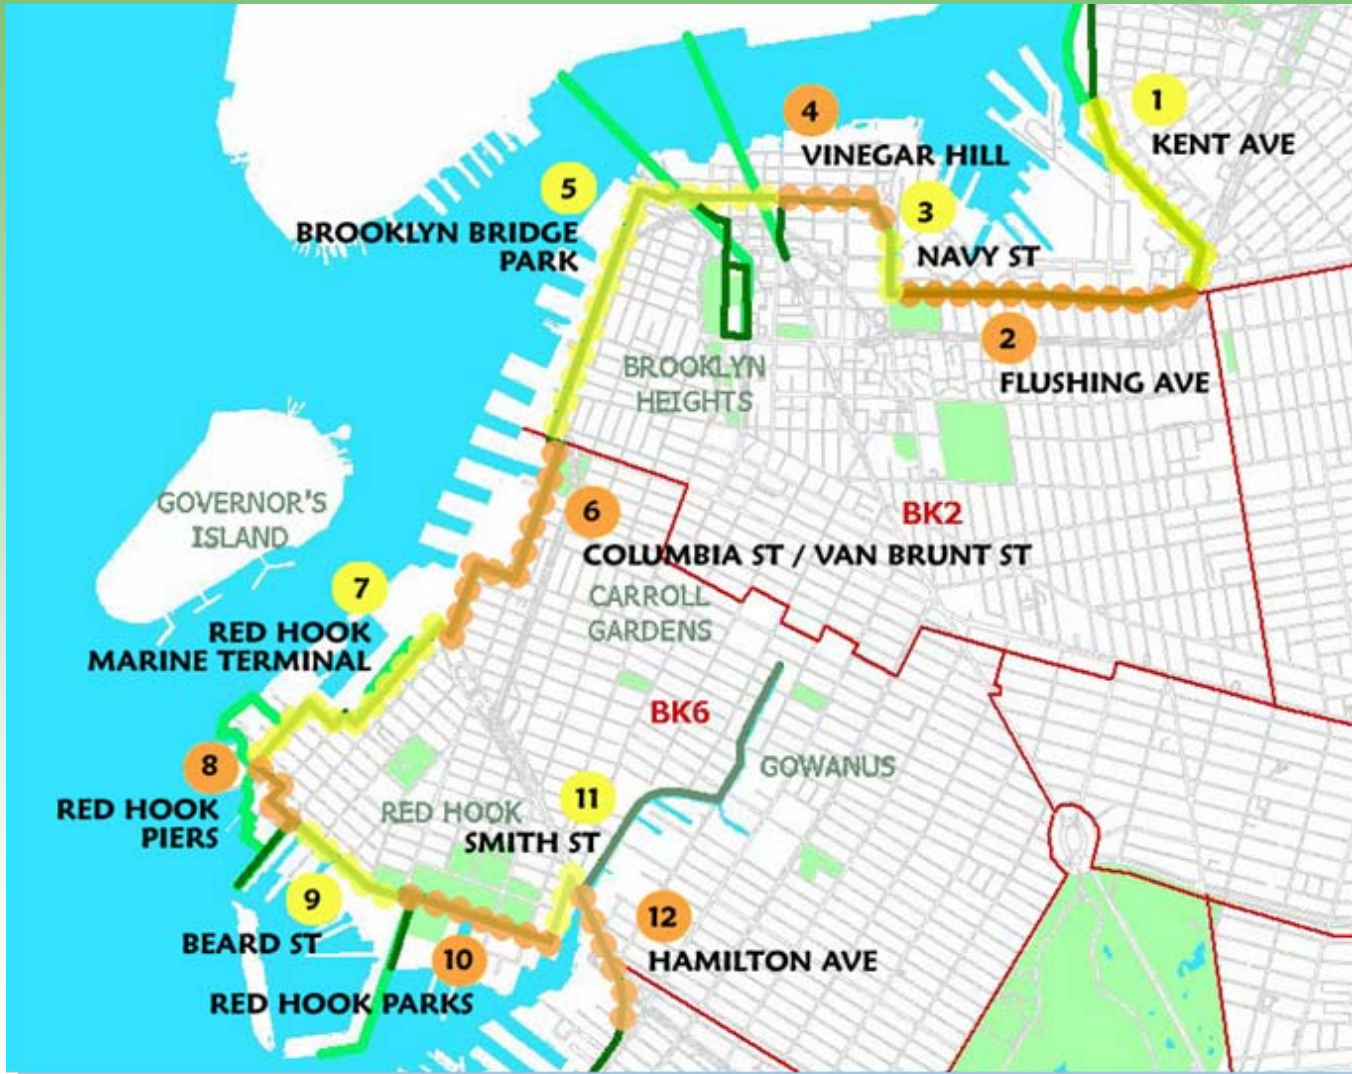 1
KENT AVE
4
VINEGAR HILL
5
BROOKLYN BRIDGE
PARK
3
NAVY ST
2
FLUSHING AVE
BROOKLYN
HEIGHTS
GOVERNOR'S
ISLAND
BK2
6
COLUMBIA ST / VAN BRUNT ST
7
CARROLL
GARDENS
RED HOOK
MARINE TERMINAL
BK6
8
GOWANUS
RED HOOK
PIERS
RED HOOK
11
SMITH ST
9
BEARD ST
12
HAMILTON AVE
10
RED HOOK PARKS